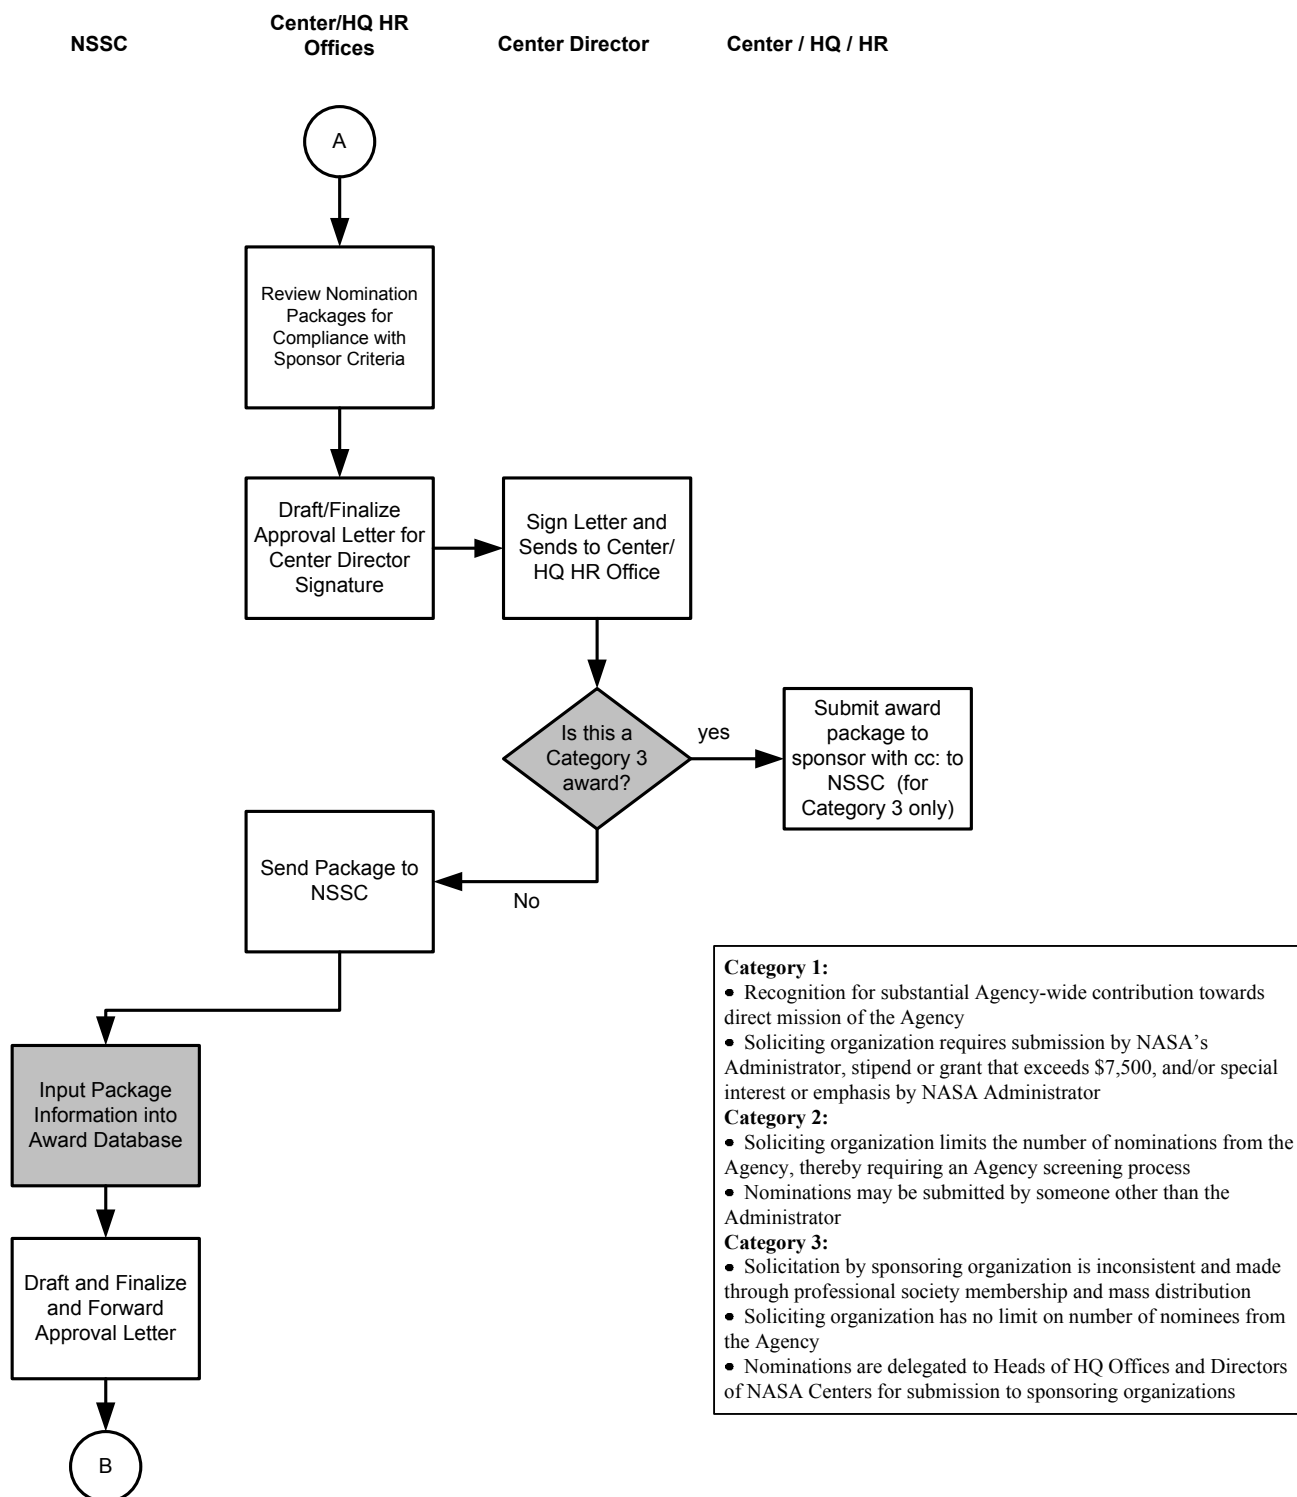 NSSC
Center/HQ HR
Offices
Center Director
Center / HQ / HR
A
Review Nomination
Packages for
Compliance with
Sponsor Criteria
Draft/Finalize
Approval Letter for
Center Director
Signature
Sign Letter and
Sends to Center/
HQ HR Office
Is this a
Category 3
award?
yes
Submit award
package to
sponsor with cc: to
NSSC (for
Category 3 only)
No
Send Package to
NSSC
Input Package
Information into
Award Database
Draft and Finalize
and Forward
Approval Letter
B
Category 1:
• Recognition for substantial Agency-wide contribution towards
direct mission of the Agency
• Soliciting organization requires submission by NASA’s
Administrator, stipend or grant that exceeds $7,500, and/or special
interest or emphasis by NASA Administrator
Category 2:
• Soliciting organization limits the number of nominations from the
Agency, thereby requiring an Agency screening process
• Nominations may be submitted by someone other than the
Administrator
Category 3:
• Solicitation by sponsoring organization is inconsistent and made
through professional society membership and mass distribution
• Soliciting organization has no limit on number of nominees from
the Agency
• Nominations are delegated to Heads of HQ Offices and Directors
of NASA Centers for submission to sponsoring organizations